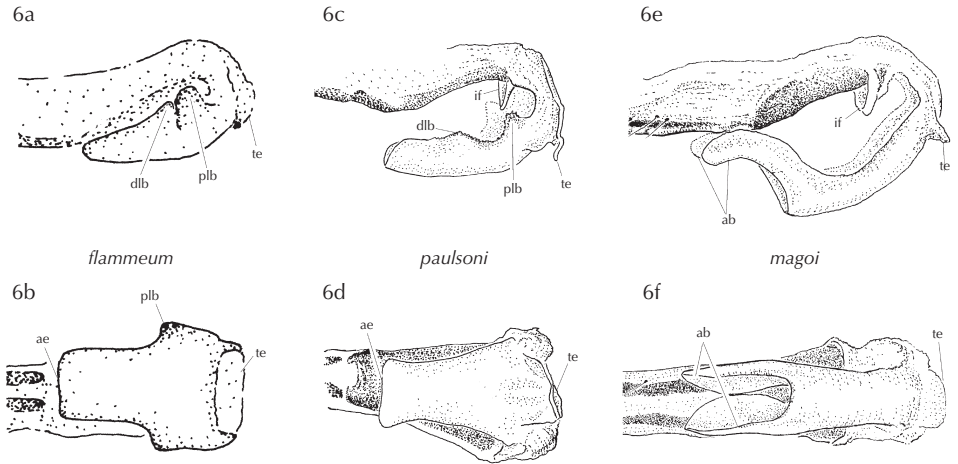 6a
6c
6e
if
if
dlb
te
dlb
plb
te
plb
te
ab
flammeum
paulsoni
magoi
6b
6d
6f
plb
ae
te
ae
te
ab
te